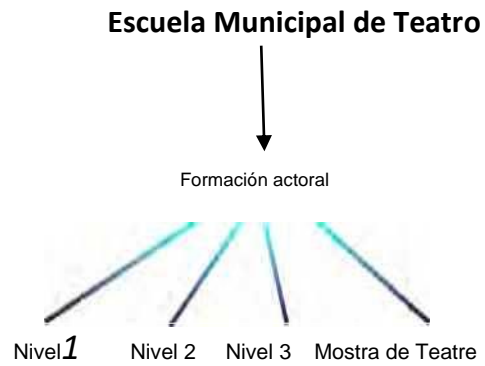 Escuela Municipal de Teatro
Formación actoral
Nivel1 Nivel 2 Nivel 3 Mostra de Teatre